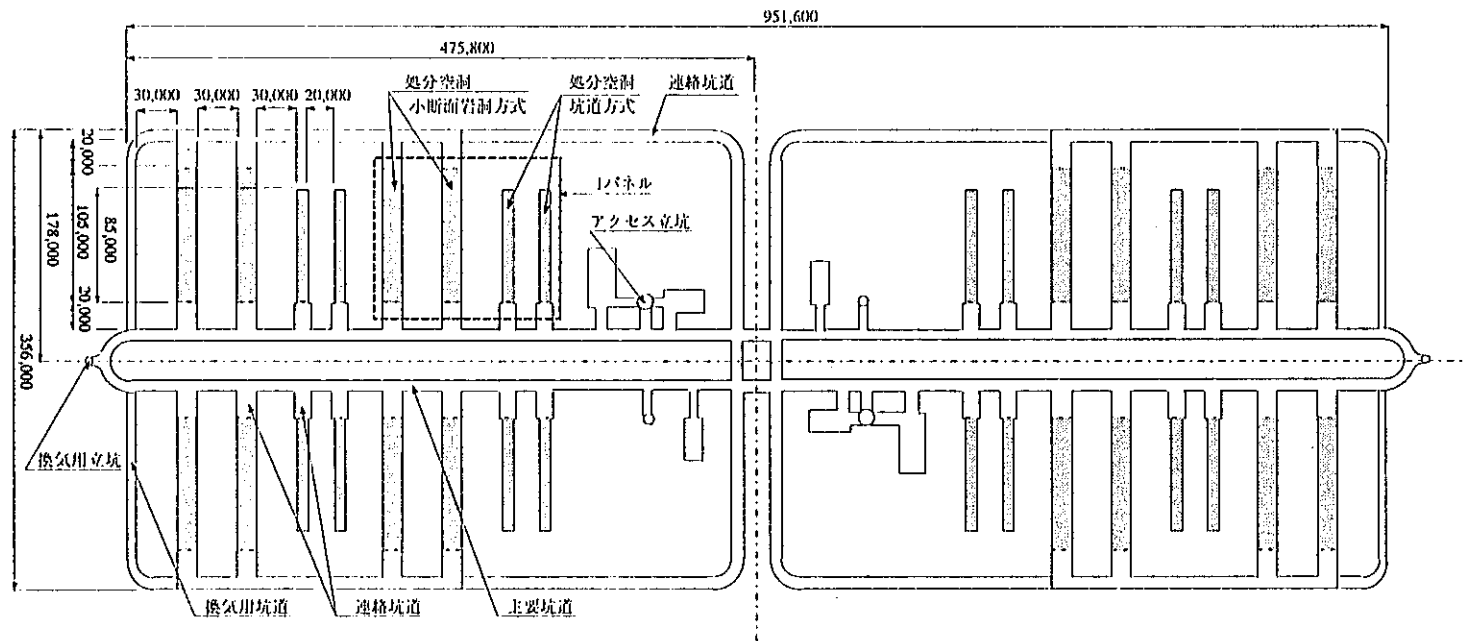 951,600
475,800
処分空洞
小断面岩洞方式
処分空洞
坑道方式
連絡坑道
30,000
30,000
30,000
20,000
20,000
1パネル
アクセス立坑
178,000
105,000
85,000
20,000
356,000
換気用立坑
換気用坑道
連絡坑道
主要坑道